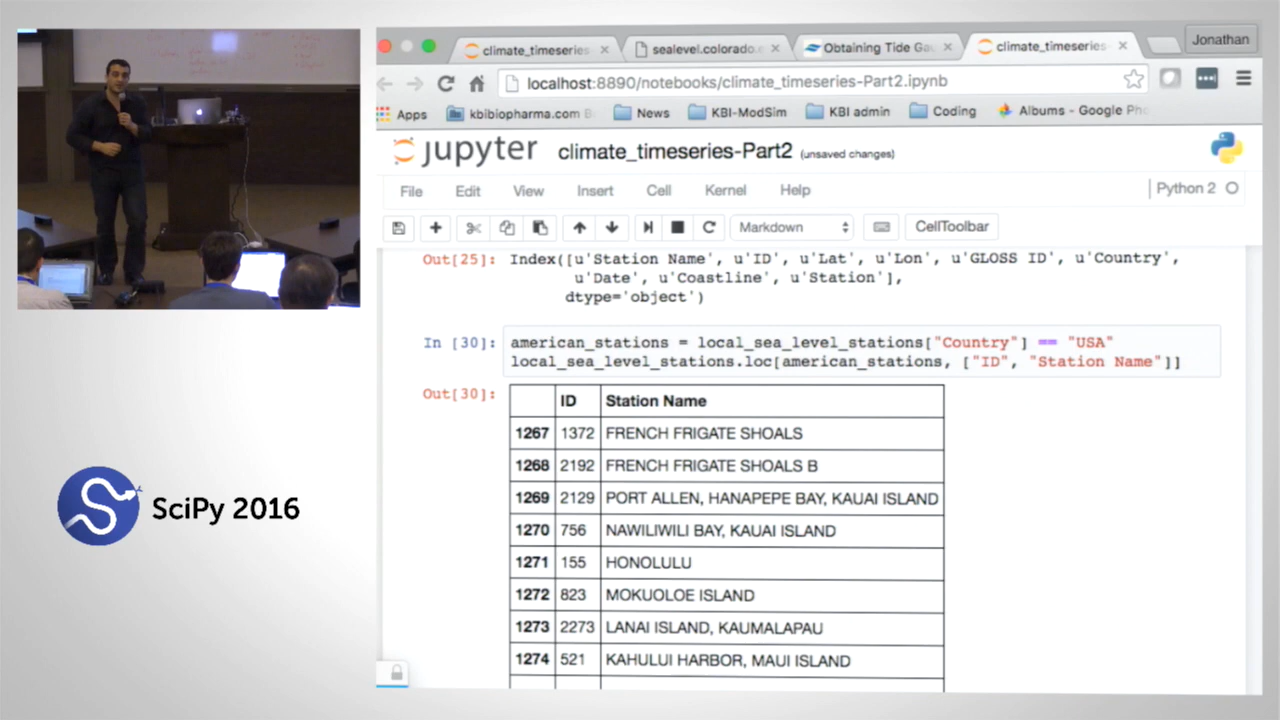 climate_timeseries
sealevel.colorado.e
Obtaining Tide Gau
climate_timeseries-
Jonathan
localhost:8890/notebooks/climate_timeseries-Part2.ipynb
Apps
kbibiopharma.com B
News
KBI-ModSim
KBI admin
Coding
Albums - Google Pho
jupyter
climate_timeseries-Part2 (unsaved changes)
File Edit View Insert Cell Kernel Help
Python 2
Markdown
CellToolbar
Out[25]: Index([u'Station Name', u'ID', u'Lat', u'Lon', u'GLOSS ID', u'Country',
u'Date', u'Coastline', u'Station'],
dtype='object')
In [30]: american_stations = local_sea_level_stations["Country"] == "USA"
local_sea_level_stations.loc[american_stations, ["ID", "Station Name"]]
Out[30]:
ID Station Name
1267 1372 FRENCH FRIGATE SHOALS
1268 2192 FRENCH FRIGATE SHOALS B
1269 2129 PORT ALLEN, HANAPEPE BAY, KAUAI ISLAND
1270 756 NAWILIWILI BAY, KAUAI ISLAND
1271 155 HONOLULU
1272 823 MOKUOLOE ISLAND
1273 2273 LANAI ISLAND, KAUMALAPAU
1274 521 KAHULUI HARBOR, MAUI ISLAND
SciPy 2016